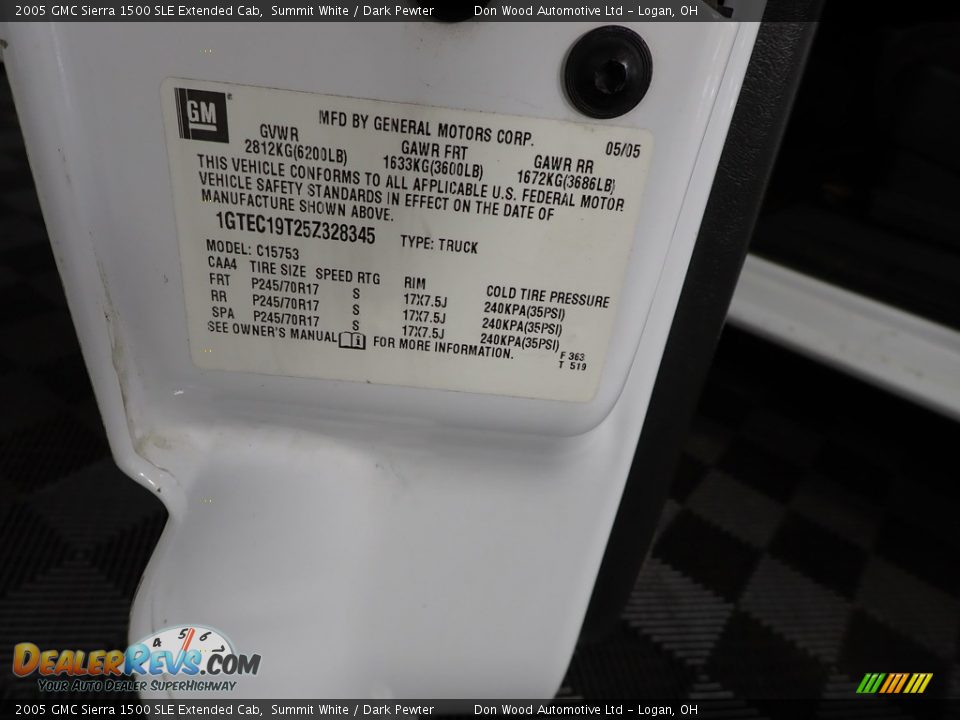 2005 GMC Sierra 1500 SLE Extended Cab, Summit White / Dark Pewter Don Wood Automotive Ltd - Logan, OH
GM
MFD BY GENERAL MOTORS CORP. 05/05
GVWR GAWR FRT GAWR RR
2812KG(6200LB) 1633KG(3600LB) 1672KG(3686LB)
THIS VEHICLE CONFORMS TO ALL APPLICABLE U.S. FEDERAL MOTOR
VEHICLE SAFETY STANDARDS IN EFFECT ON THE DATE OF
MANUFACTURE SHOWN ABOVE.
1GTEC19T25Z328345 TYPE: TRUCK
MODEL: C15753
CAA4 TIRE SIZE SPEED RTG RIM COLD TIRE PRESSURE
FRT P245/70R17 S 17X7.5J 240KPA(35PSI)
RR P245/70R17 S 17X7.5J 240KPA(35PSI)
SPA P245/70R17 S 17X7.5J 240KPA(35PSI)
SEE OWNER'S MANUAL FOR MORE INFORMATION.
F 363
T 519
4 5 6 7
DEALERREVS.COM
YOUR AUTO DEALER SUPERHIGHWAY
2005 GMC Sierra 1500 SLE Extended Cab, Summit White / Dark Pewter Don Wood Automotive Ltd - Logan, OH